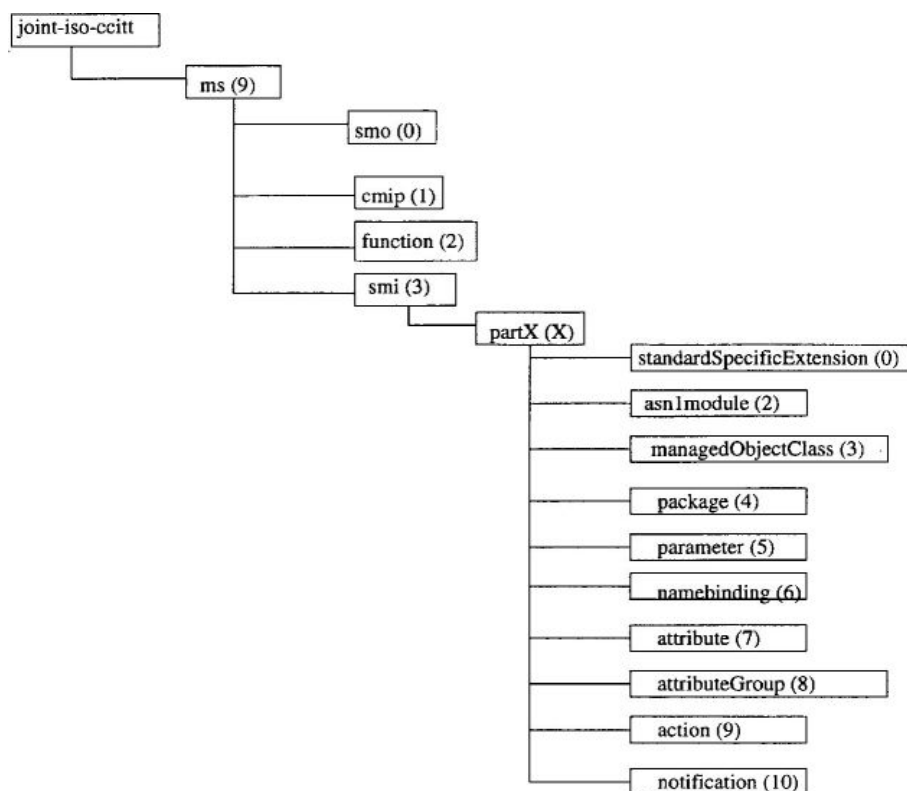 joint-iso-ccitt
ms (9)
smo (0)
cmip (1)
function (2)
smi (3)
partX (X)
standardSpecificExtension (0)
asn1module (2)
managedObjectClass (3)
package (4)
parameter (5)
namebinding (6)
attribute (7)
attributeGroup (8)
action (9)
notification (10)